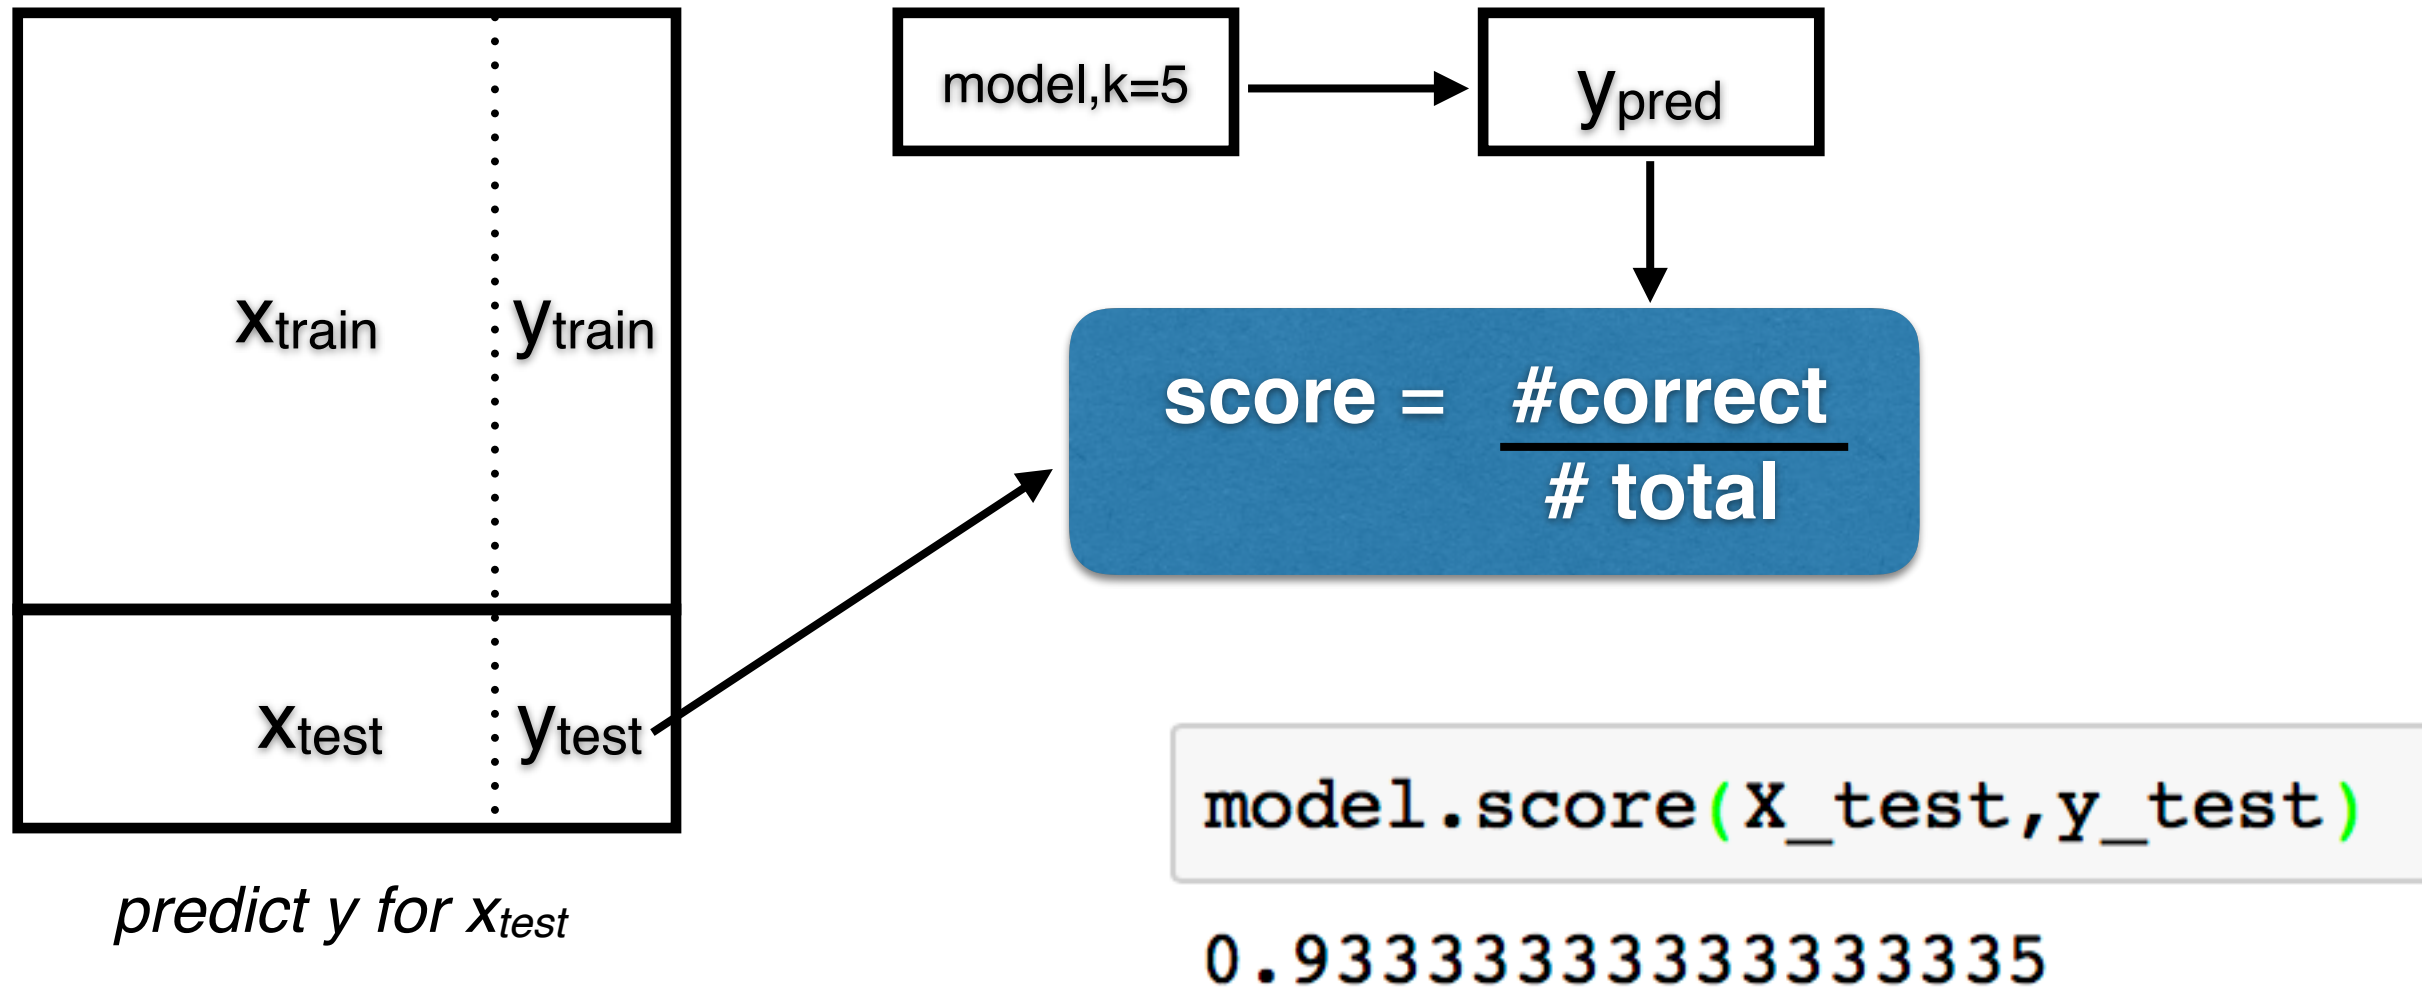 model,k=5
ypred
xtrain
ytrain
score = #correct
# total
xtest
ytest
model.score(X_test,y_test)
predict y for xtest
0.93333333333333335